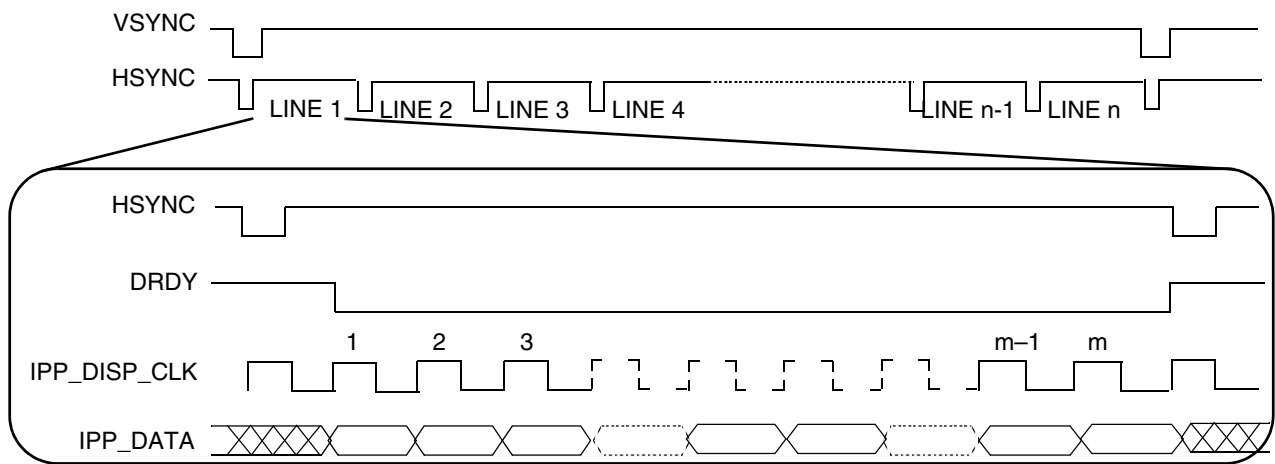 VSYNC
HSYNC
LINE 1 LINE 2 LINE 3 LINE 4 LINE n-1 LINE n
HSYNC
DRDY
1 2 3 m–1 m
IPP_DISP_CLK
IPP_DATA